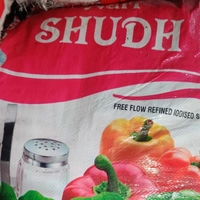 SHUDH
FREE FLOW REFINED IODISED